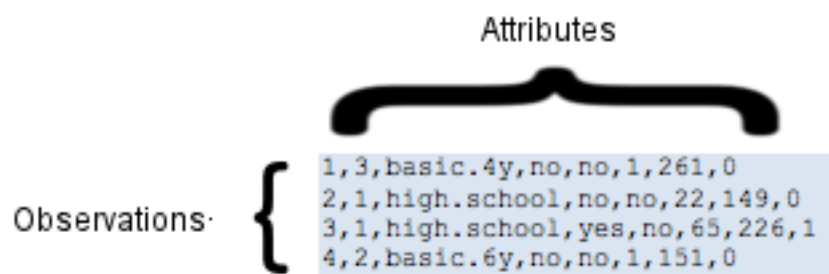 Attributes
1,3,basic.4y,no,no,1,261,0
2,1,high.school,no,no,22,149,0
Observations·
3,1,high.school,yes,no,65,226,1
4,2,basic.6y,no,no,1,151,0